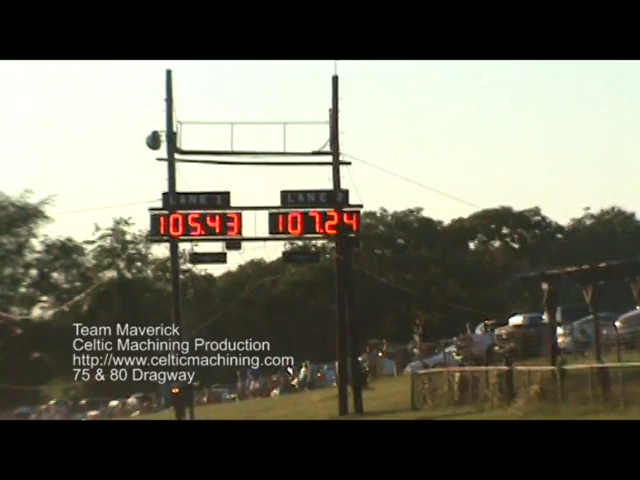 LANE 1 LANE 2
105.43 107.24
Team Maverick
Celtic Machining Production
http://www.celticmachining.com
75 & 80 Dragway